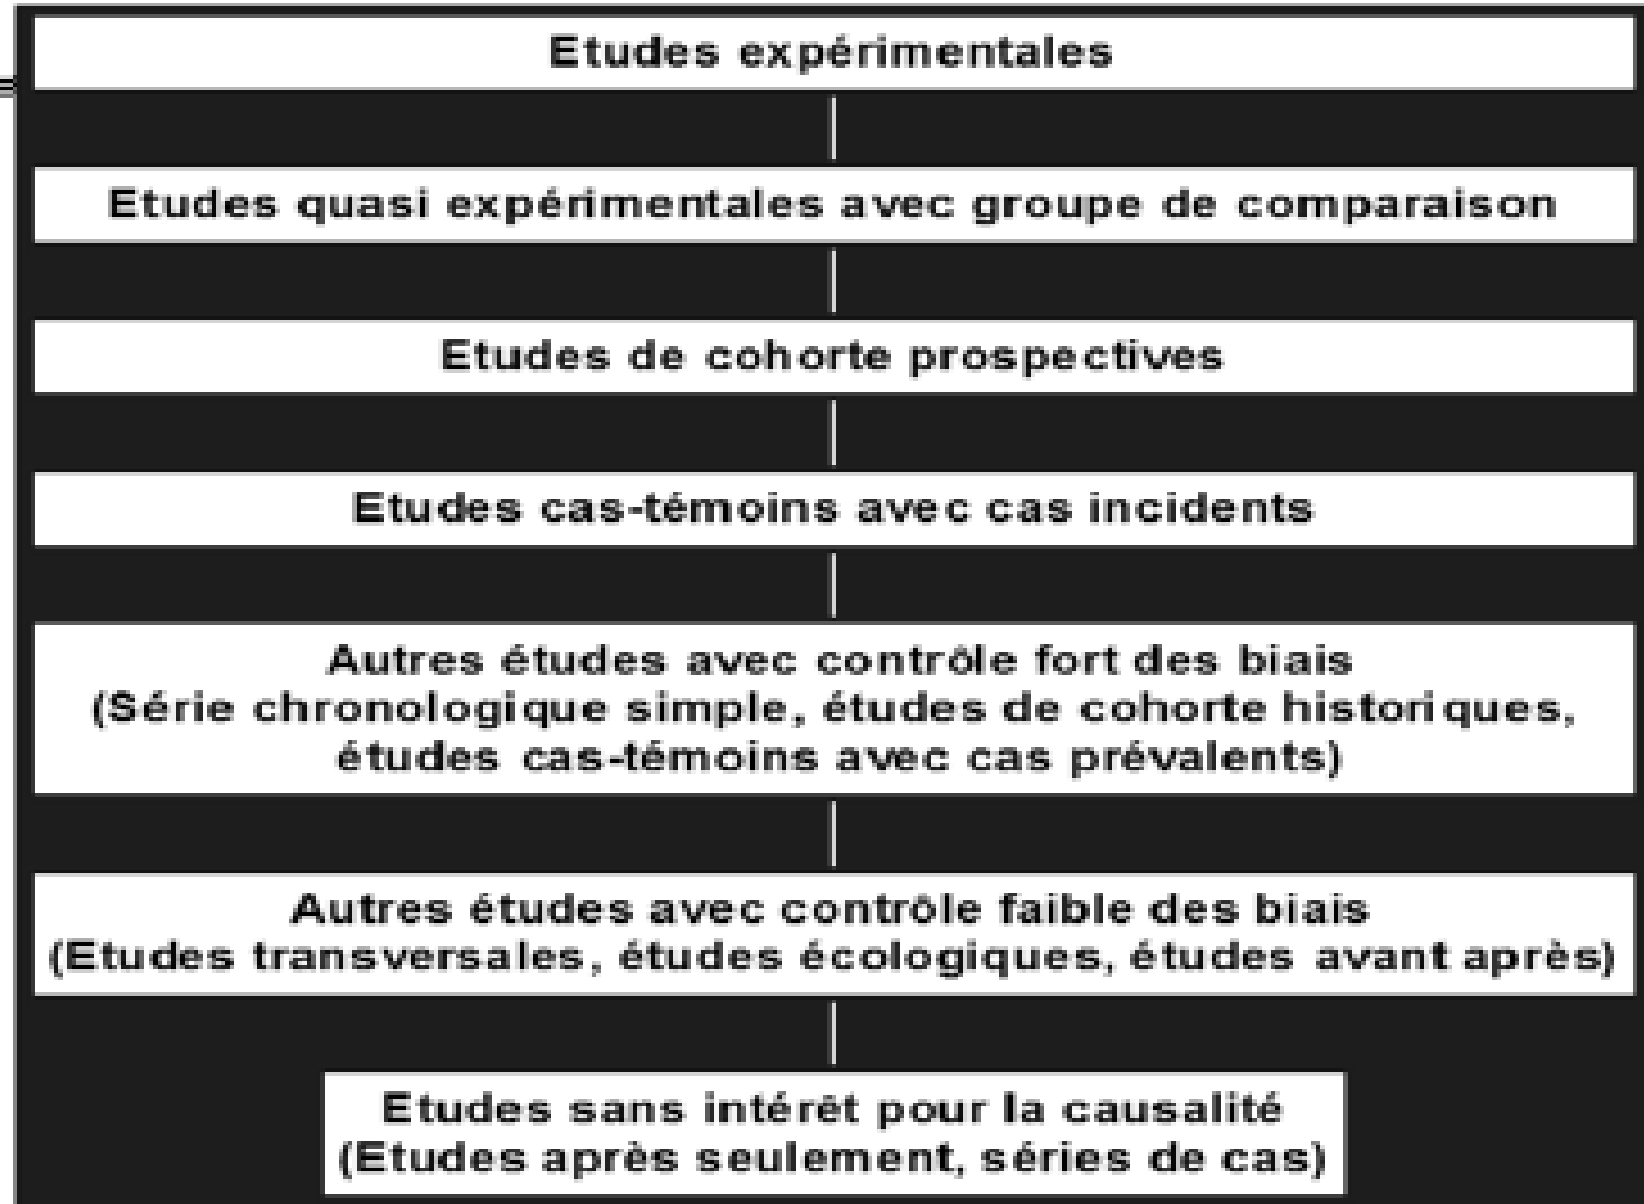 Etudes expérimentales
Etudes quasi expérimentales avec groupe de comparaison
Etudes de cohorte prospectives
Etudes cas-témoins avec cas incidents
Autres études avec contrôle fort des biais
(Série chronologique simple, études de cohorte historiques,
études cas-témoins avec cas prévalents)
Autres études avec contrôle faible des biais
(Etudes transversales, études écologiques, études avant après)
Etudes sans intérêt pour la causalité
(Etudes après seulement, séries de cas)